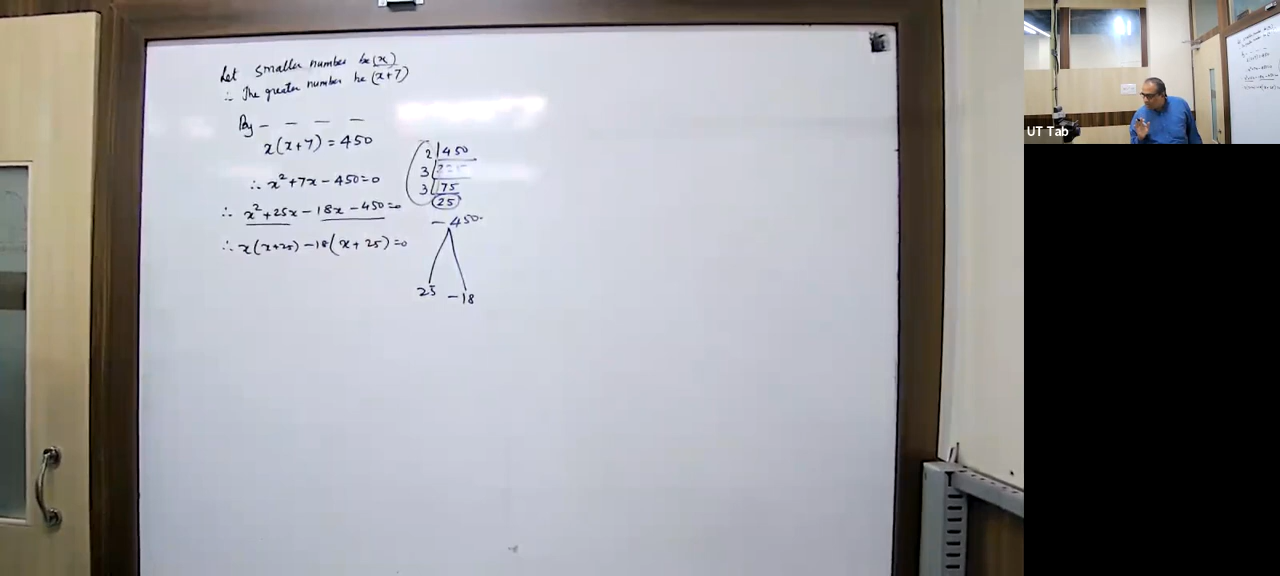 Let smaller number be (x)
∴ The greater number be (x+7)
By – – – –
x(x+7) = 450
∴ x²+7x-450=0
∴ x²+25x-18x-450=0
∴ x(x+25)-18(x+25)=0
2 | 450
3 | 225
3 | 75
25
- 450
25 -18
UT Tab